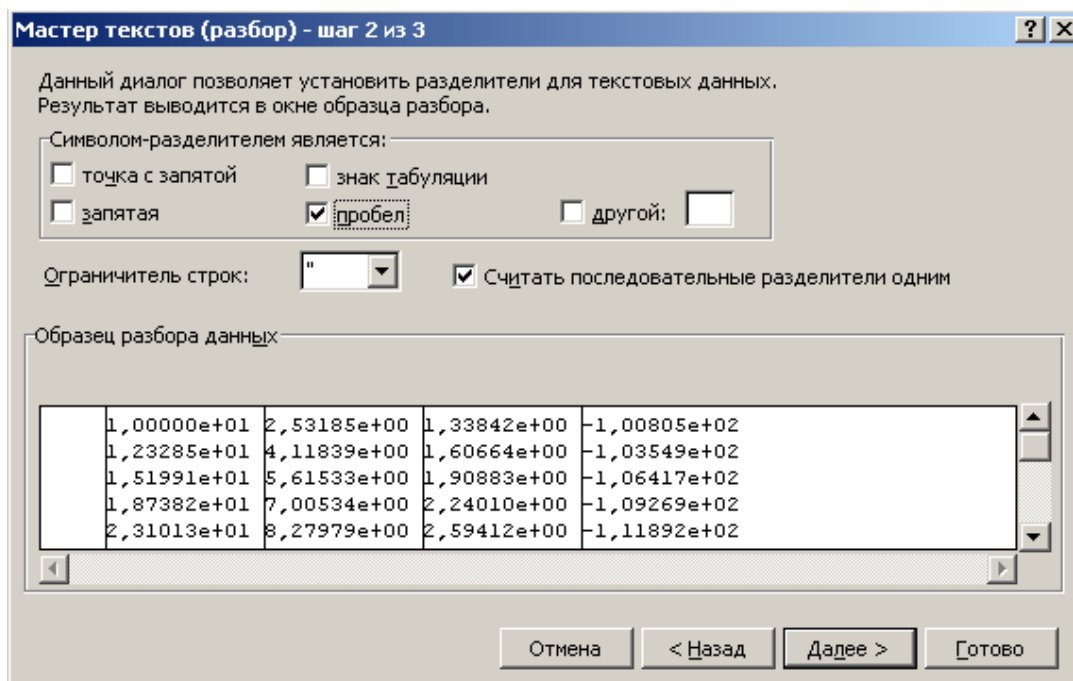 Мастер текстов (разбор) - шаг 2 из 3
Данный диалог позволяет установить разделители для текстовых данных.
Результат выводится в окне образца разбора.
Символом-разделителем является:
точка с запятой знак табуляции
запятая пробел другой:
Ограничитель строк: " Считать последовательные разделители одним
Образец разбора данных
1,00000e+01 2,53185e+00 1,33842e+00 -1,00805e+02
1,23285e+01 4,11839e+00 1,60664e+00 -1,03549e+02
1,51991e+01 5,61533e+00 1,90883e+00 -1,06417e+02
1,87382e+01 7,00534e+00 2,24010e+00 -1,09269e+02
2,31013e+01 8,27979e+00 2,59412e+00 -1,11892e+02
Отмена < Назад Далее > Готово